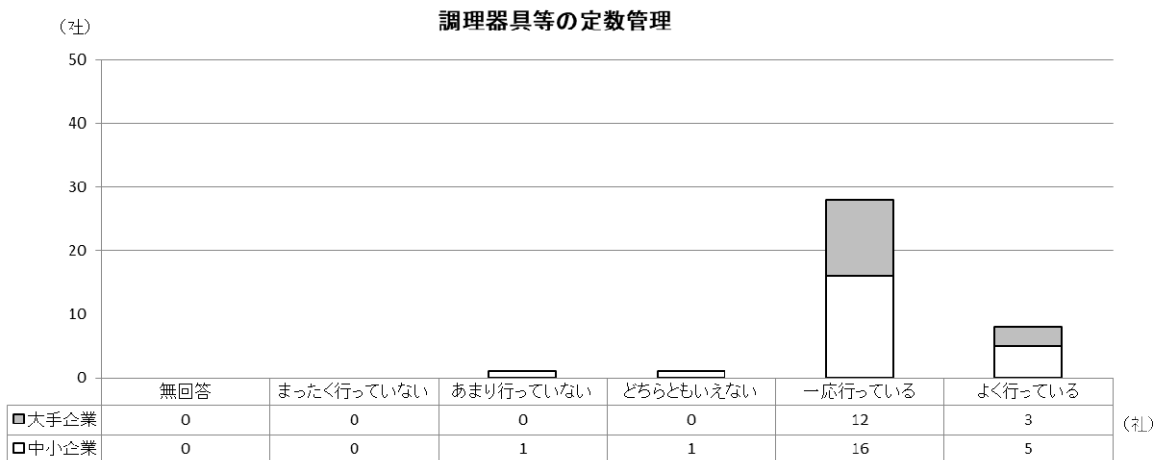 調理器具等の定数管理
（社）
50
40
30
20
10
0
無回答 まったく行っていない あまり行っていない どちらともいえない 一応行っている よく行っている
大手企業 0 0 0 0 12 3
（社）
中小企業 0 0 1 1 16 5